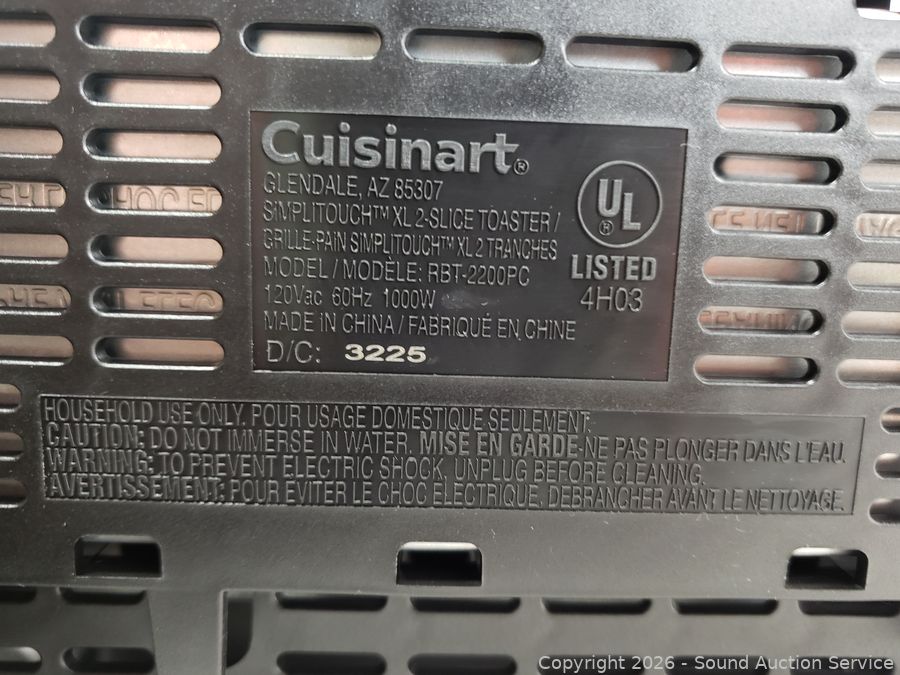 Cuisinart®
GLENDALE, AZ 85307
SIMPLITOUCH™ XL 2-SLICE TOASTER /
GRILLE-PAIN SIMPLITOUCH™ XL 2 TRANCHES
MODEL / MODÈLE: RBT-2200PC
120Vac 60Hz 1000W
MADE IN CHINA / FABRIQUÉ EN CHINE
D/C: 3225
UL
®
LISTED
4H03
HOUSEHOLD USE ONLY. POUR USAGE DOMESTIQUE SEULEMENT.
CAUTION: DO NOT IMMERSE IN WATER. MISE EN GARDE-NE PAS PLONGER DANS L'EAU.
WARNING: TO PREVENT ELECTRIC SHOCK, UNPLUG BEFORE CLEANING.
AVERTISSEMENT: POUR EVITER LE CHOC ÉLECTRIQUE, DEBRANCHER AVANT LE NETTOYAGE.
Copyright 2026 - Sound Auction Service